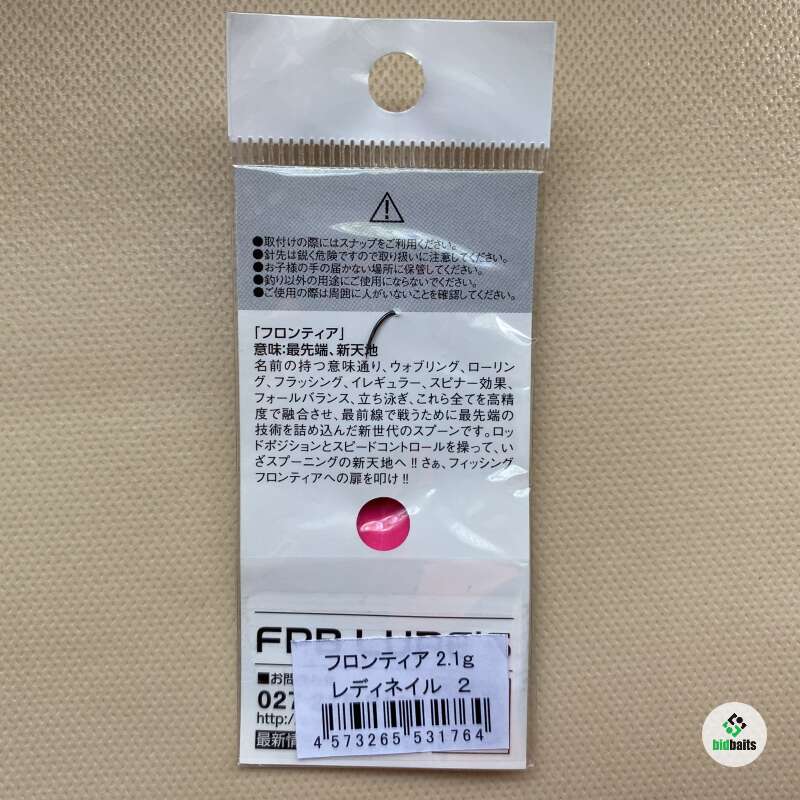 ●取付けの際にはスナップをご利用ください。
●針先は鋭く危険ですので取り扱いに注意してください。
●お子様の手の届かない場所に保管してください。
●釣り以外の用途にご使用にならないでください。
●ご使用の際は周囲に人がいないことを確認してください。
「フロンティア」
意味:最先端、新天地
名前の持つ意味通り、ウォブリング、ローリン
グ、フラッシング、イレギュラー、スピナー効果、
フォールバランス、立ち泳ぎ、これら全てを高精
度で融合させ、最前線で戦うために最先端の
技術を詰め込んだ新世代のスプーンです。ロッ
ドポジションとスピードコントロールを操って、い
ざスプーニングの新天地へ!!さぁ、フィッシング
フロンティアへの扉を叩け!!
フロンティア 2.1g
レディネイル 2
4 573265 531764
■お問
027
http://
最新情
bidbaits